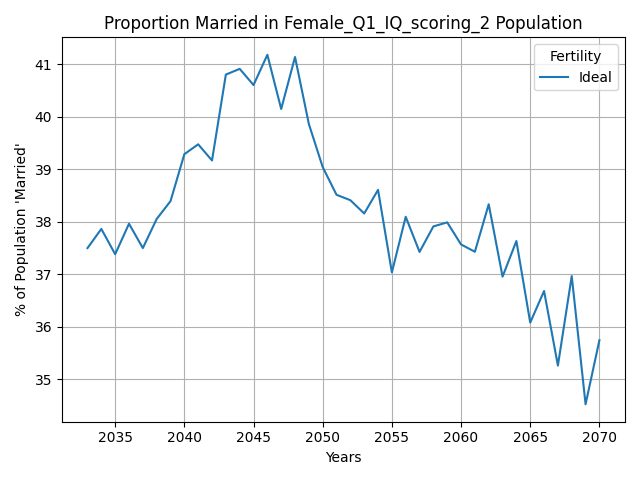 Proportion Married in Female_Q1_IQ_scoring_2 Population
Fertility
Ideal
% of Population 'Married'
41
40
39
38
37
36
35
2035 2040 2045 2050 2055 2060 2065 2070
Years